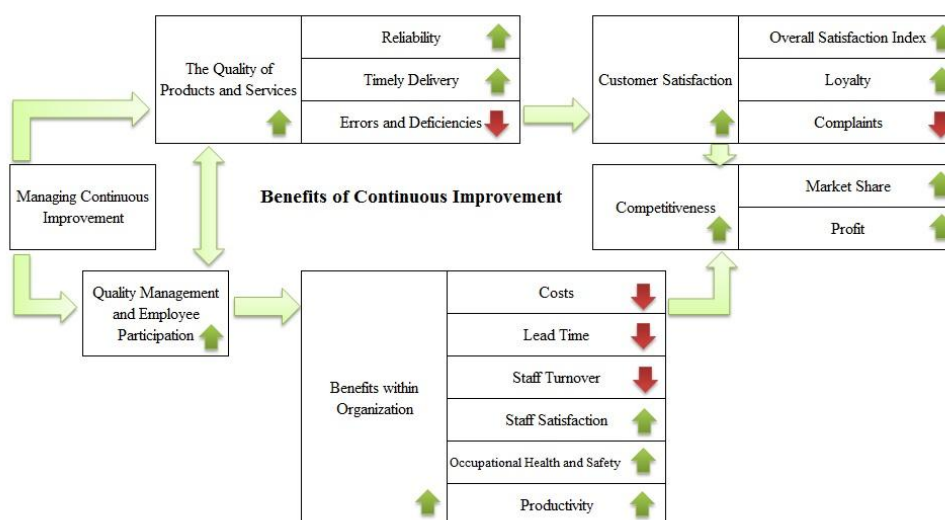 The Quality of
Products and Services
Reliability
Timely Delivery
Errors and Deficiencies
Customer Satisfaction
Overall Satisfaction Index
Loyalty
Complaints
Managing Continuous
Improvement
Benefits of Continuous Improvement
Competitiveness
Market Share
Profit
Quality Management
and Employee
Participation
Benefits within
Organization
Costs
Lead Time
Staff Turnover
Staff Satisfaction
Occupational Health and Safety
Productivity